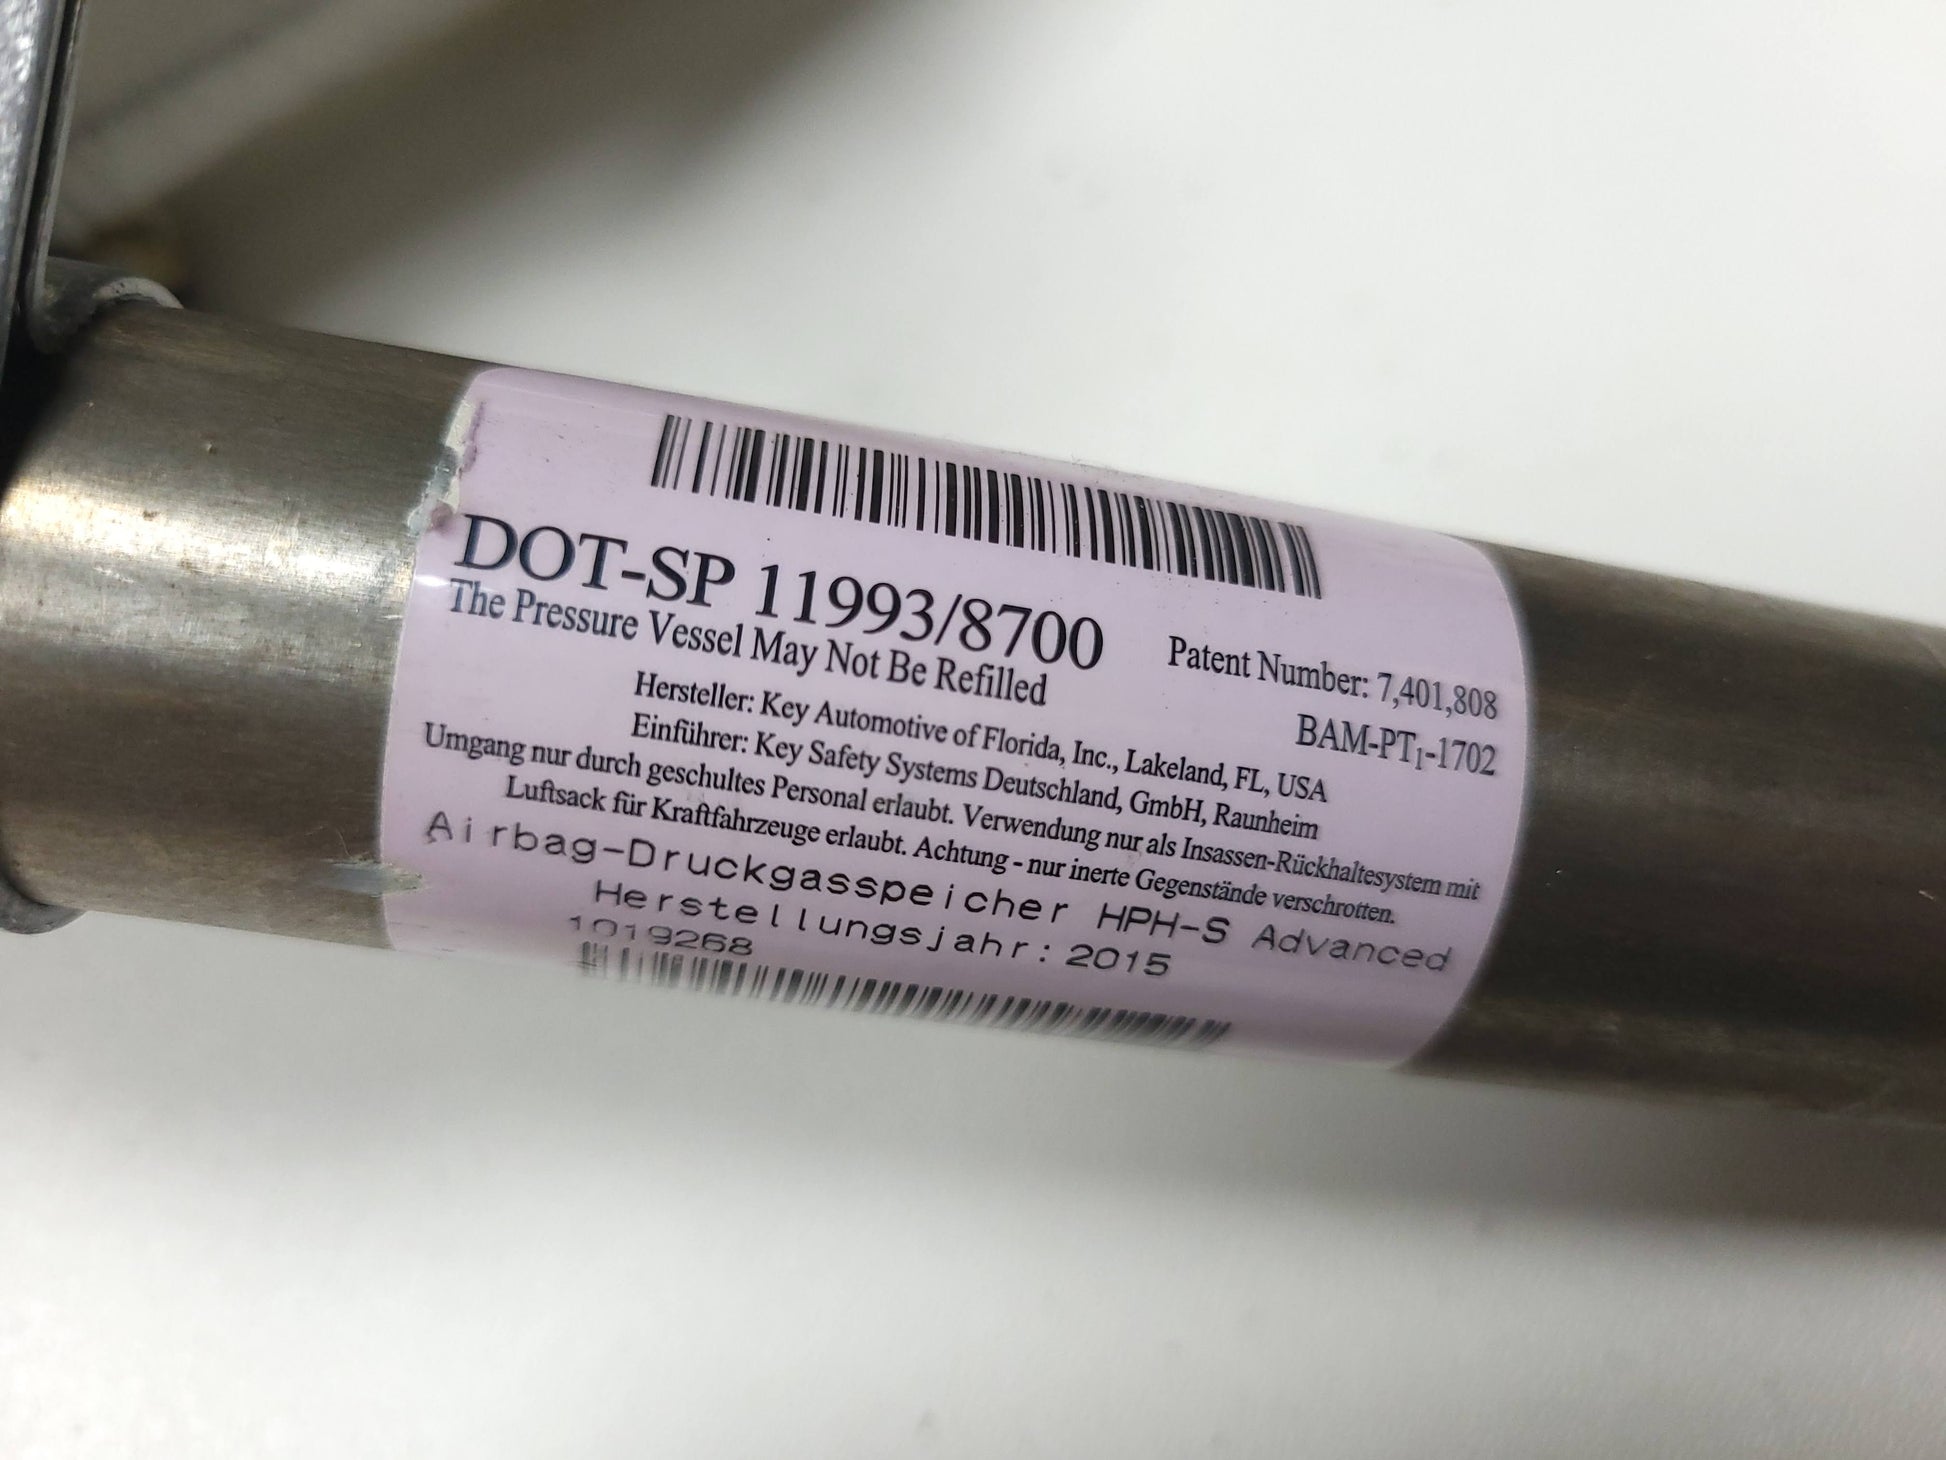 DOT-SP 11993/8700
The Pressure Vessel May Not Be Refilled
Patent Number: 7,401,808
BAM-PT₁-1702
Hersteller: Key Automotive of Florida, Inc., Lakeland, FL, USA
Einführer: Key Safety Systems Deutschland, GmbH, Raunheim
Umgang nur durch geschultes Personal erlaubt. Verwendung nur als Insassen-Rückhaltesystem mit
Luftsack für Kraftfahrzeuge erlaubt. Achtung - nur inerte Gegenstände verschrotten.
Airbag-Druckgasspeicher HPH-S Advanced
Herstellungsjahr: 2015
1019268